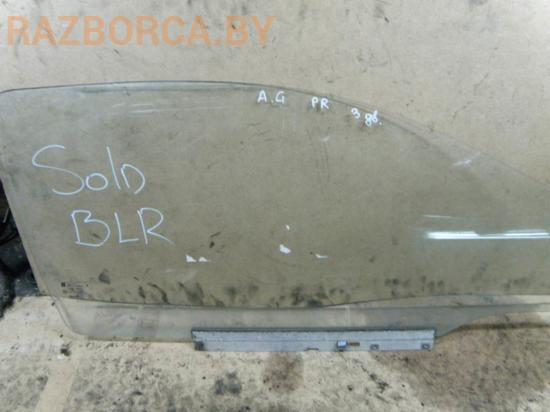 RAZBORCA.BY
A.G PR 3 дв.
Sold
BLR